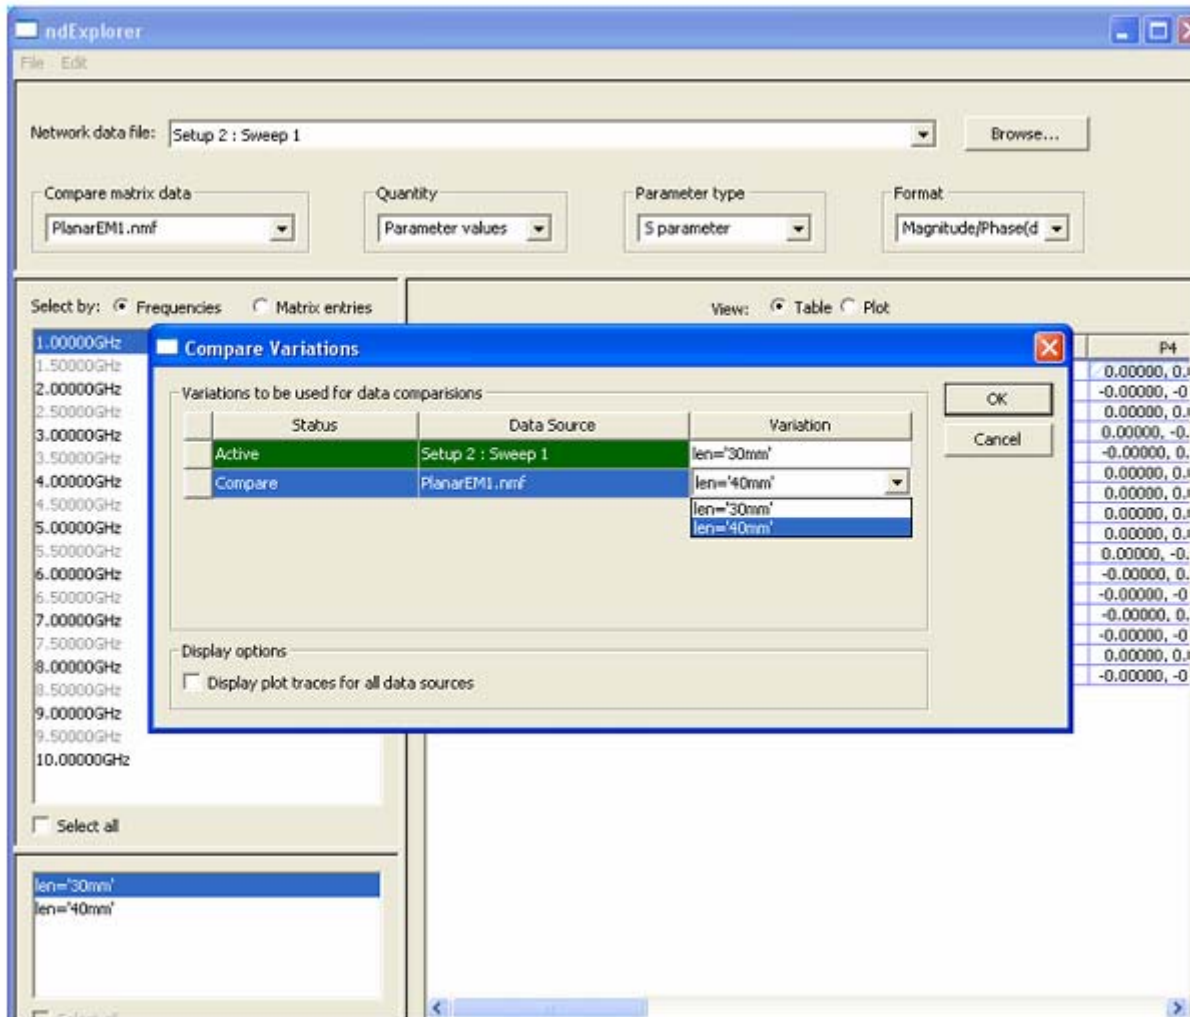 ndExplorer
File Edit
Network data file: Setup 2 : Sweep 1 Browse...
Compare matrix data Quantity Parameter type Format
PlanarEM1.nmf Parameter values S parameter Magnitude/Phase(d
Select by: Frequencies Matrix entries View: Table Plot
1.00000GHz
1.50000GHz
2.00000GHz
2.50000GHz
3.00000GHz
3.50000GHz
4.00000GHz
4.50000GHz
5.00000GHz
5.50000GHz
6.00000GHz
6.50000GHz
7.00000GHz
7.50000GHz
8.00000GHz
8.50000GHz
9.00000GHz
9.50000GHz
10.00000GHz
Select all
len='30mm'
len='40mm'
Select all
Compare Variations
Variations to be used for data comparisions
Status Data Source Variation
Active Setup 2 : Sweep 1 len='30mm'
Compare PlanarEM1.nmf len='40mm'
len='30mm'
len='40mm'
Display options
Display plot traces for all data sources
OK
Cancel
P4
0.00000, 0.
-0.00000, -0
0.00000, 0.
0.00000, -0.
-0.00000, 0.
0.00000, 0.
0.00000, 0.
0.00000, 0.
0.00000, 0.
0.00000, -0.
-0.00000, 0.
-0.00000, -0
-0.00000, 0.
-0.00000, -0
0.00000, 0.
-0.00000, -0